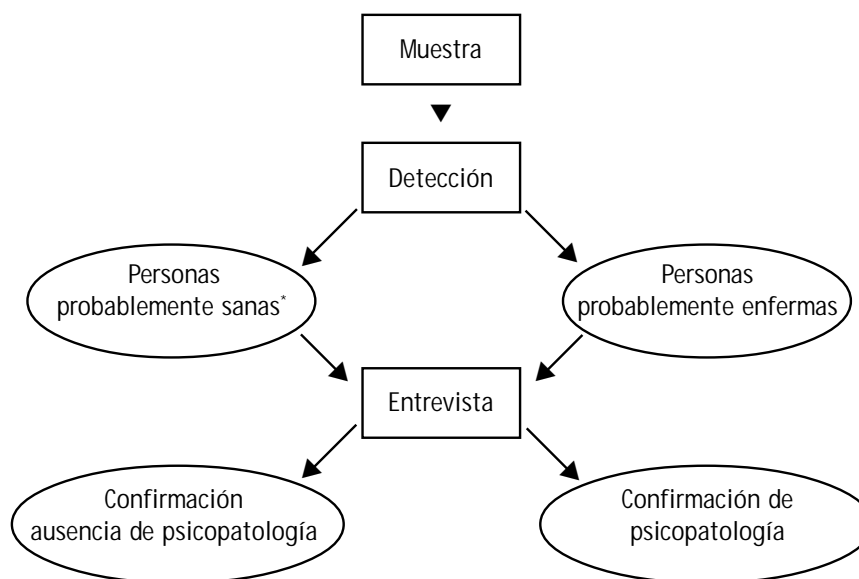 Muestra
Detección
Personas
probablemente sanas*
Personas
probablemente enfermas
Entrevista
Confirmación
ausencia de psicopatología
Confirmación de
psicopatología